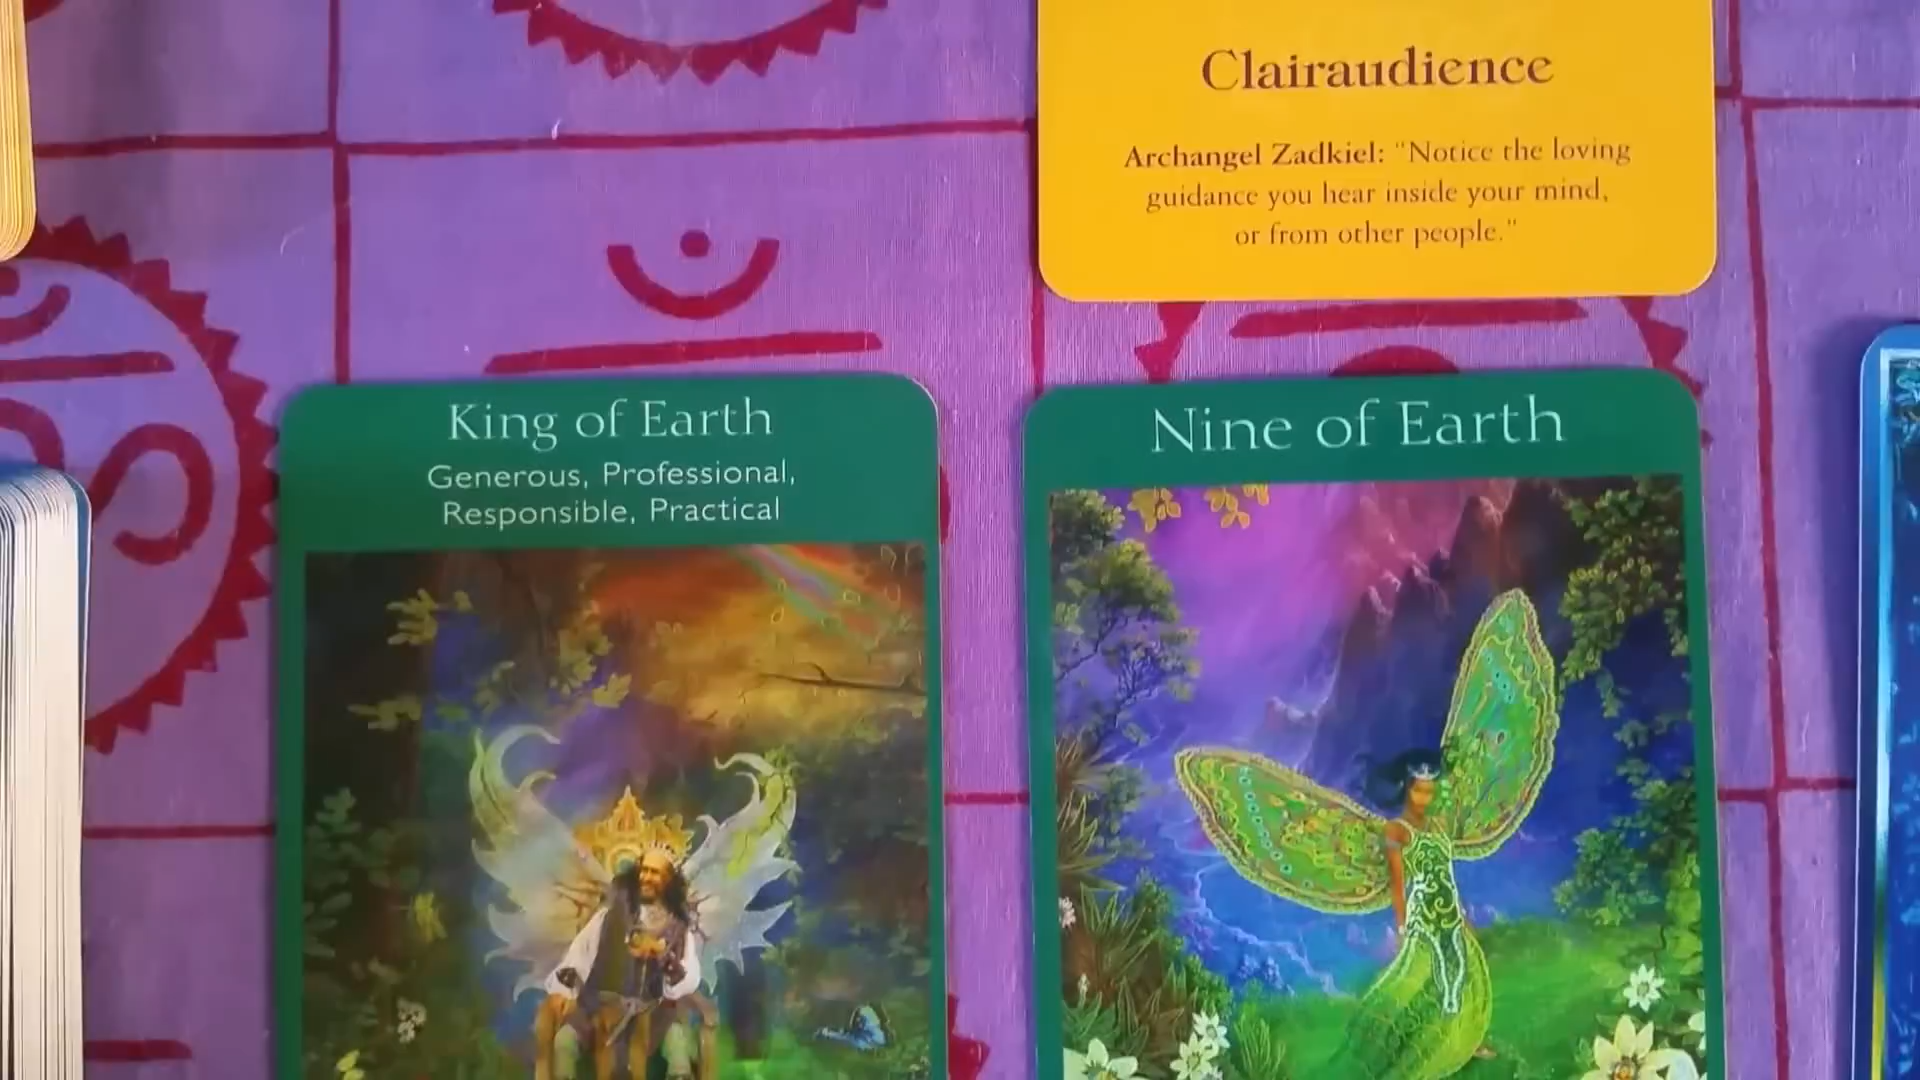 Clairaudience
Archangel Zadkiel: "Notice the loving
guidance you hear inside your mind,
or from other people."
King of Earth
Generous, Professional,
Responsible, Practical
Nine of Earth